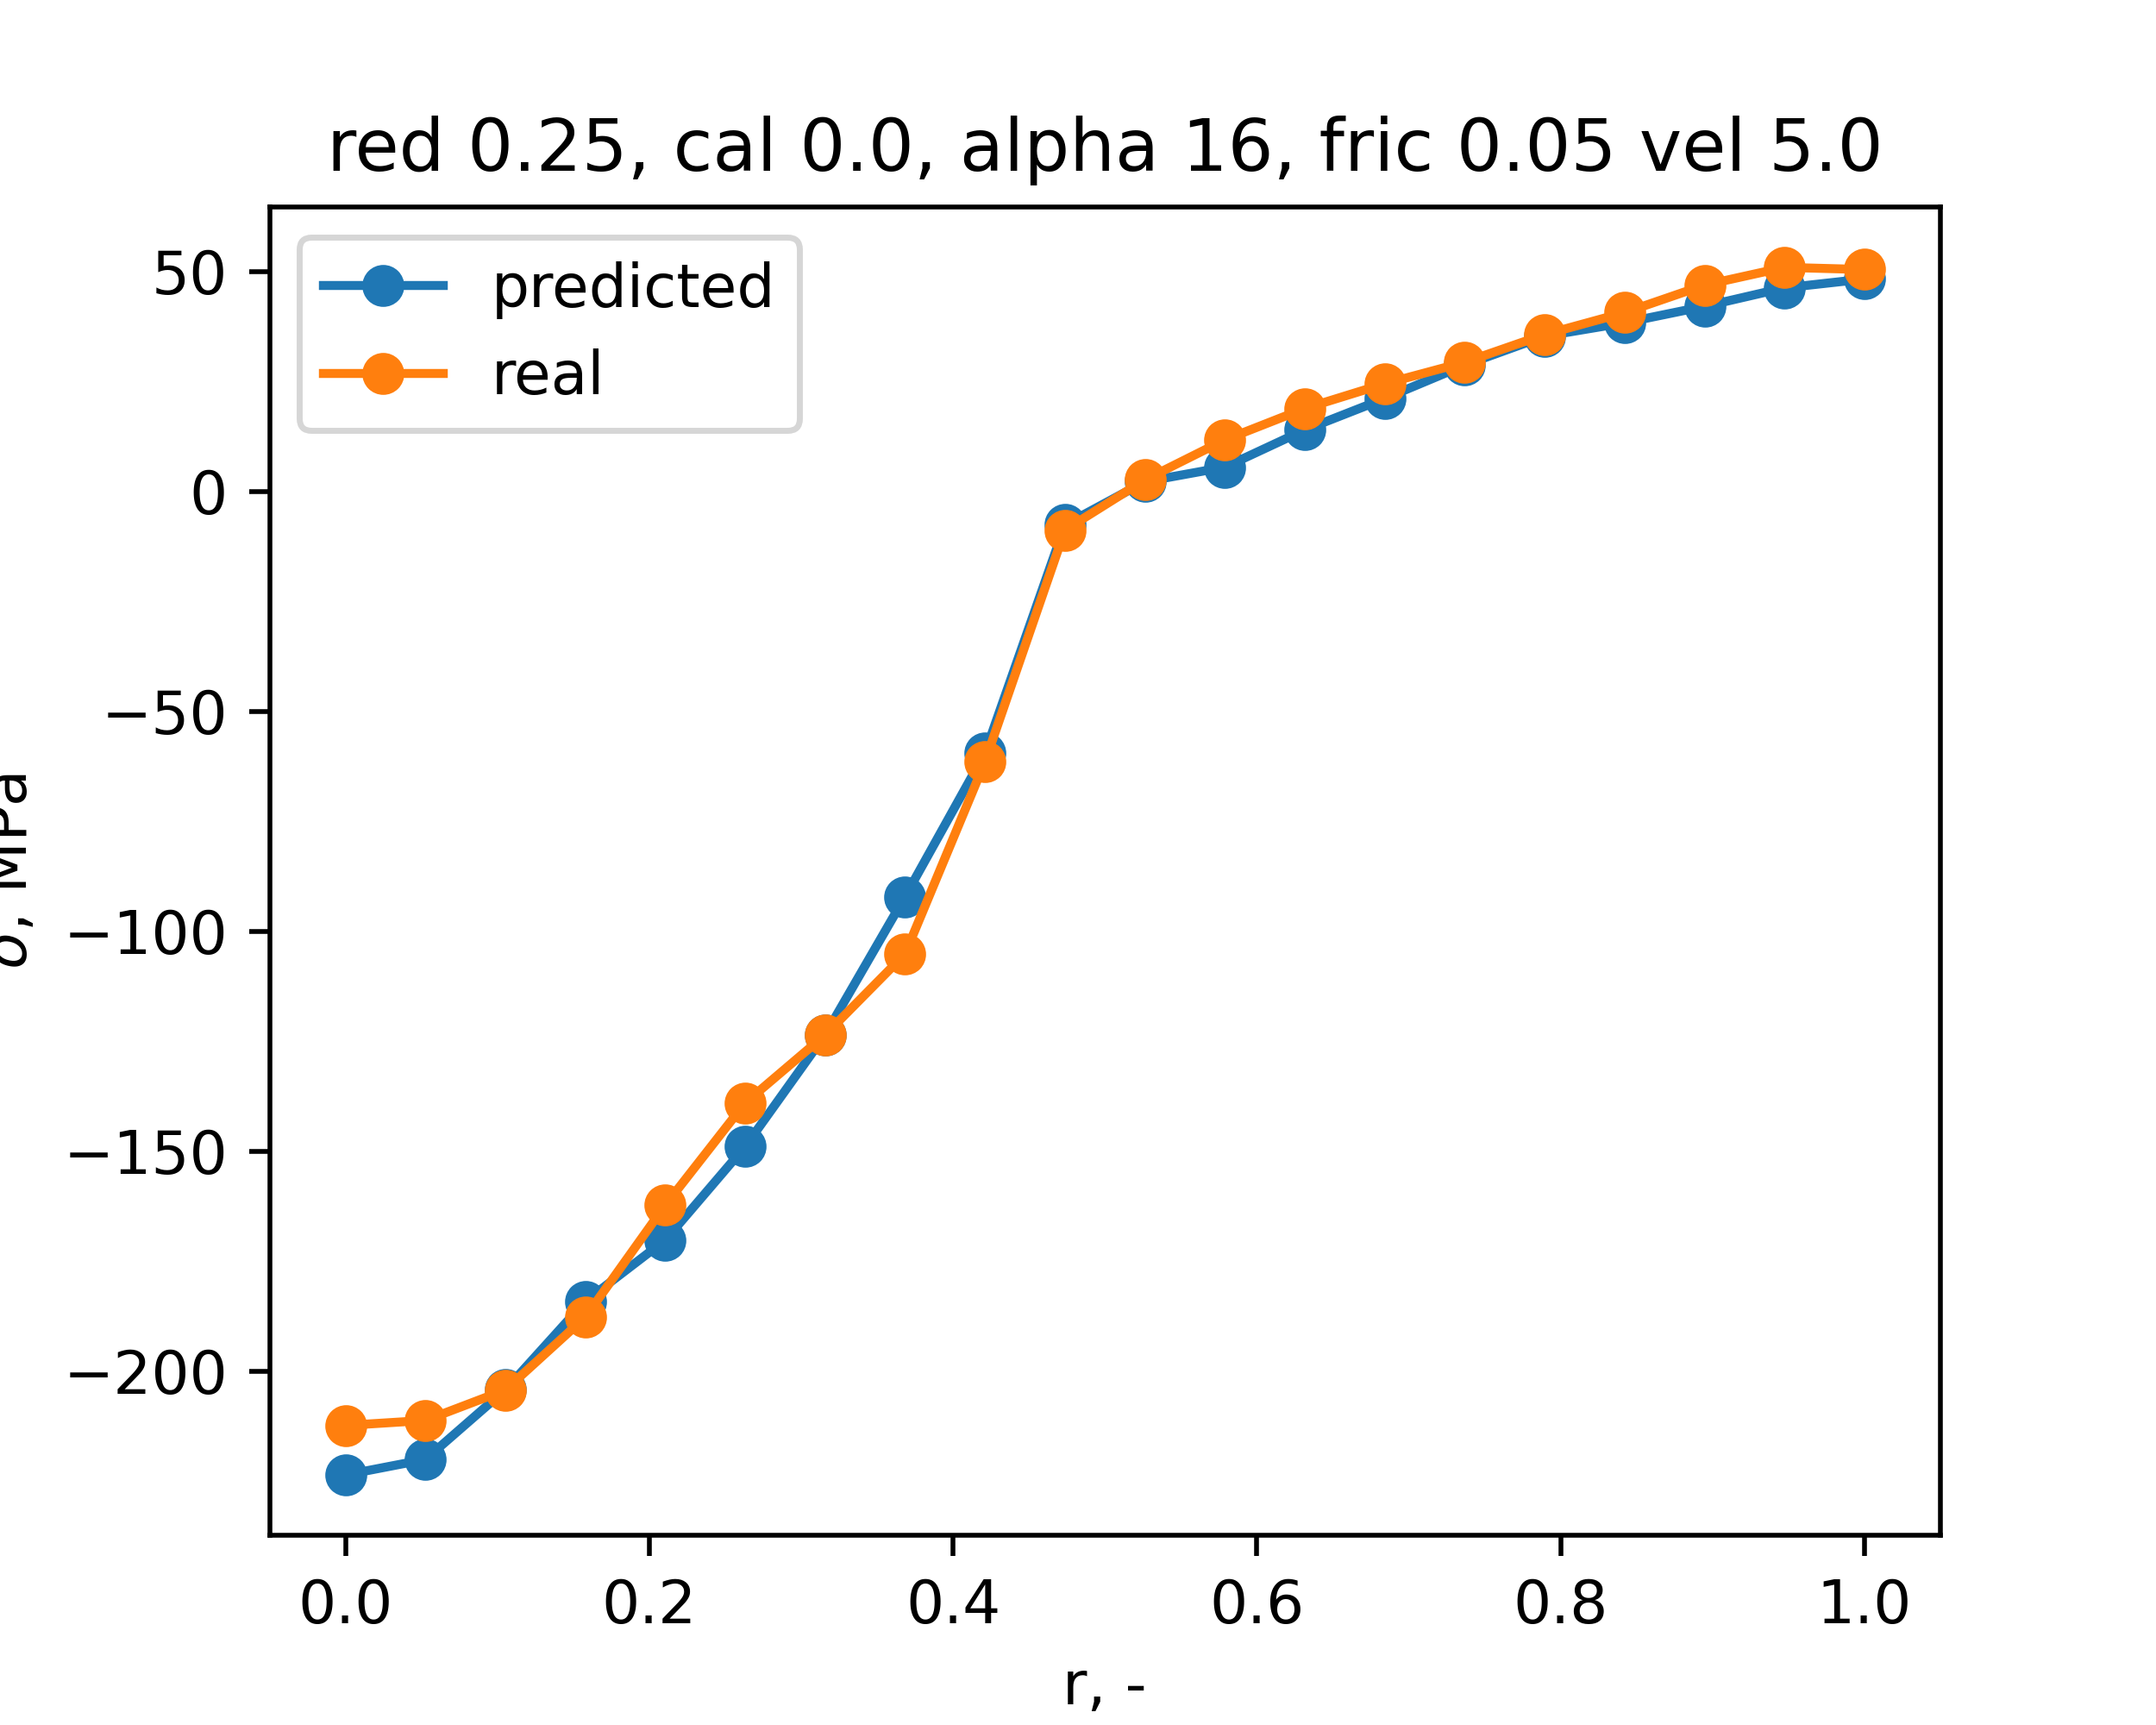 red 0.25, cal 0.0, alpha 16, fric 0.05 vel 5.0
predicted
real
50
0
−50
−100
−150
−200
, MPa
0.0 0.2 0.4 0.6 0.8 1.0
r, -